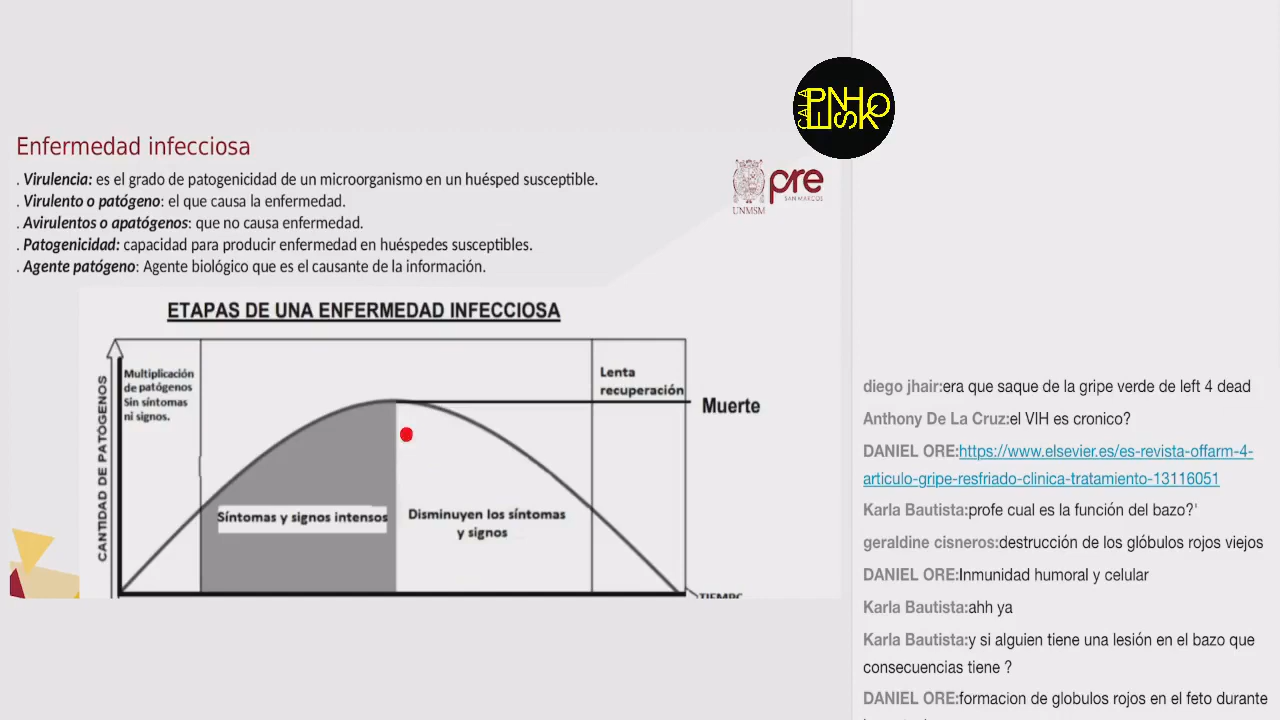 CALA
PENHOSK
Enfermedad infecciosa
. Virulencia: es el grado de patogenicidad de un microorganismo en un huésped susceptible.
. Virulento o patógeno: el que causa la enfermedad.
. Avirulentos o apatógenos: que no causa enfermedad.
. Patogenicidad: capacidad para producir enfermedad en huéspedes susceptibles.
. Agente patógeno: Agente biológico que es el causante de la información.
pre
SAN MARCOS
UNMSM
ETAPAS DE UNA ENFERMEDAD INFECCIOSA
CANTIDAD DE PATÓGENOS
Multiplicación
de patógenos
Sin síntomas
ni signos.
Síntomas y signos intensos
Disminuyen los síntomas
y signos
Lenta
recuperación
Muerte
diego jhair:era que saque de la gripe verde de left 4 dead
Anthony De La Cruz:el VIH es cronico?
DANIEL ORE:https://www.elsevier.es/es-revista-offarm-4-
articulo-gripe-resfriado-clinica-tratamiento-13116051
Karla Bautista:profe cual es la función del bazo?'
geraldine cisneros:destrucción de los glóbulos rojos viejos
DANIEL ORE:Inmunidad humoral y celular
Karla Bautista:ahh ya
Karla Bautista:y si alguien tiene una lesión en el bazo que
consecuencias tiene ?
DANIEL ORE:formacion de globulos rojos en el feto durante